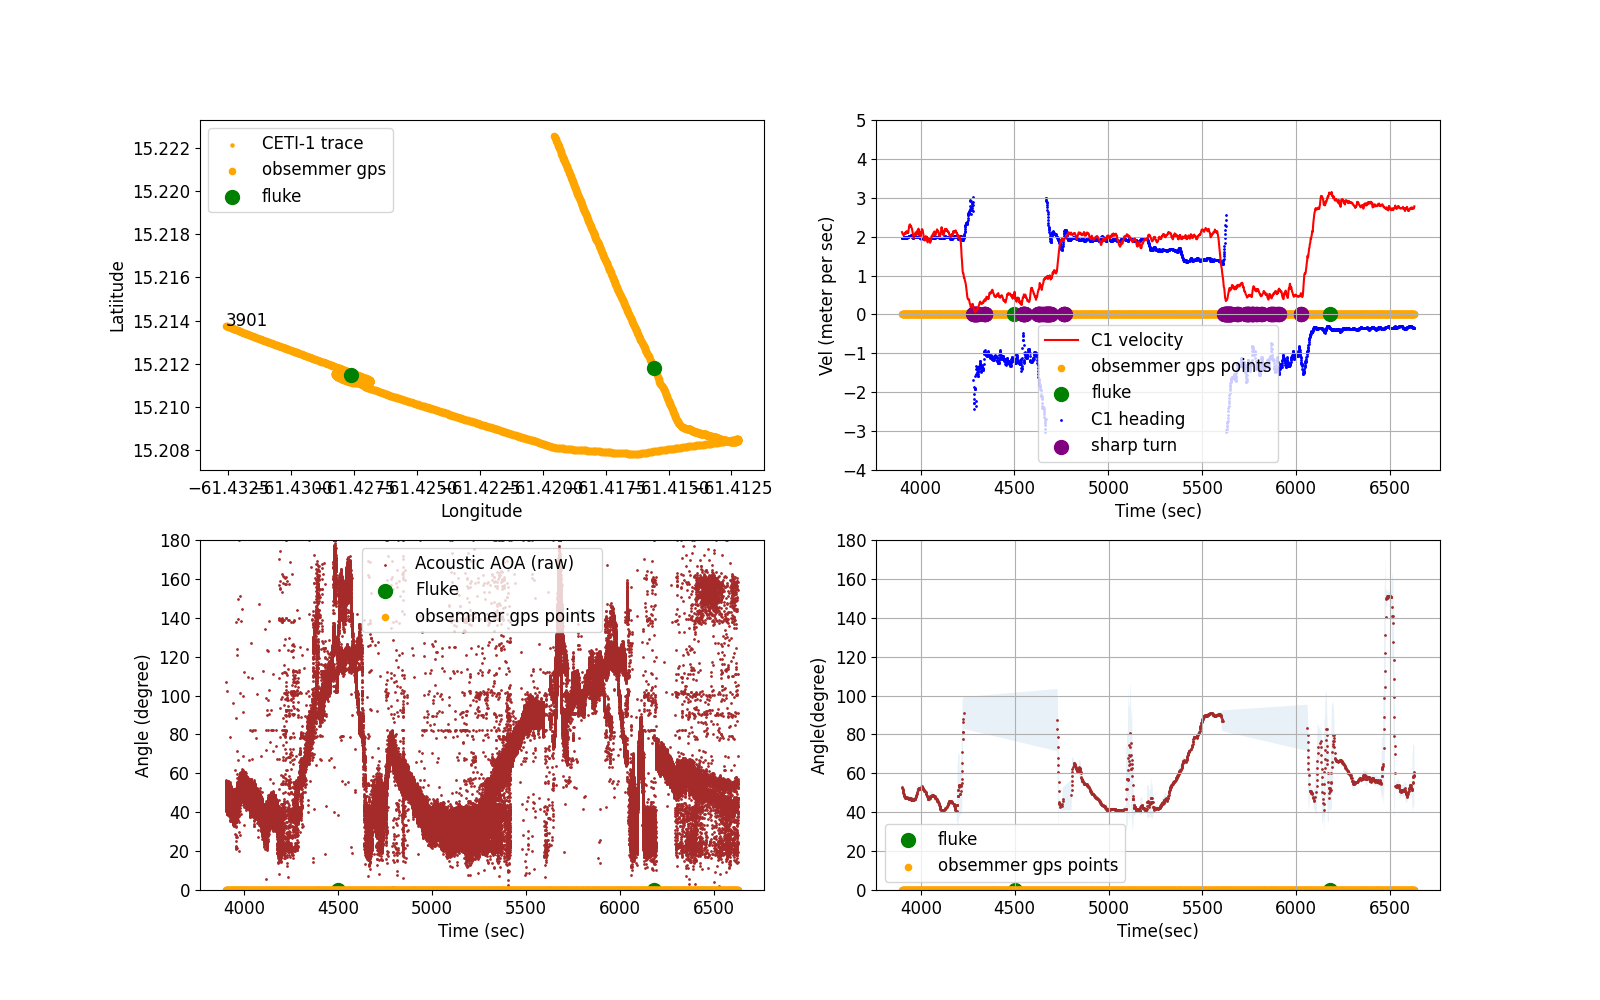 CETI-1 trace
obsemmer gps
fluke
3901
15.222
15.220
15.218
15.216
15.214
15.212
15.210
15.208
Latiitude
−61.4325
−61.4300
−61.4275
−61.4250
−61.4225
−61.4200
−61.4175
−61.4150
−61.4125
Longitude
5
4
3
2
1
0
−1
−2
−3
−4
Vel (meter per sec)
C1 velocity
obsemmer gps points
fluke
C1 heading
sharp turn
4000 4500 5000 5500 6000 6500
Time (sec)
180
160
140
120
100
80
60
40
20
0
Angle (degree)
Acoustic AOA (raw)
Fluke
obsemmer gps points
4000 4500 5000 5500 6000 6500
Time (sec)
180
160
140
120
100
80
60
40
20
0
Angle(degree)
fluke
obsemmer gps points
4000 4500 5000 5500 6000 6500
Time(sec)